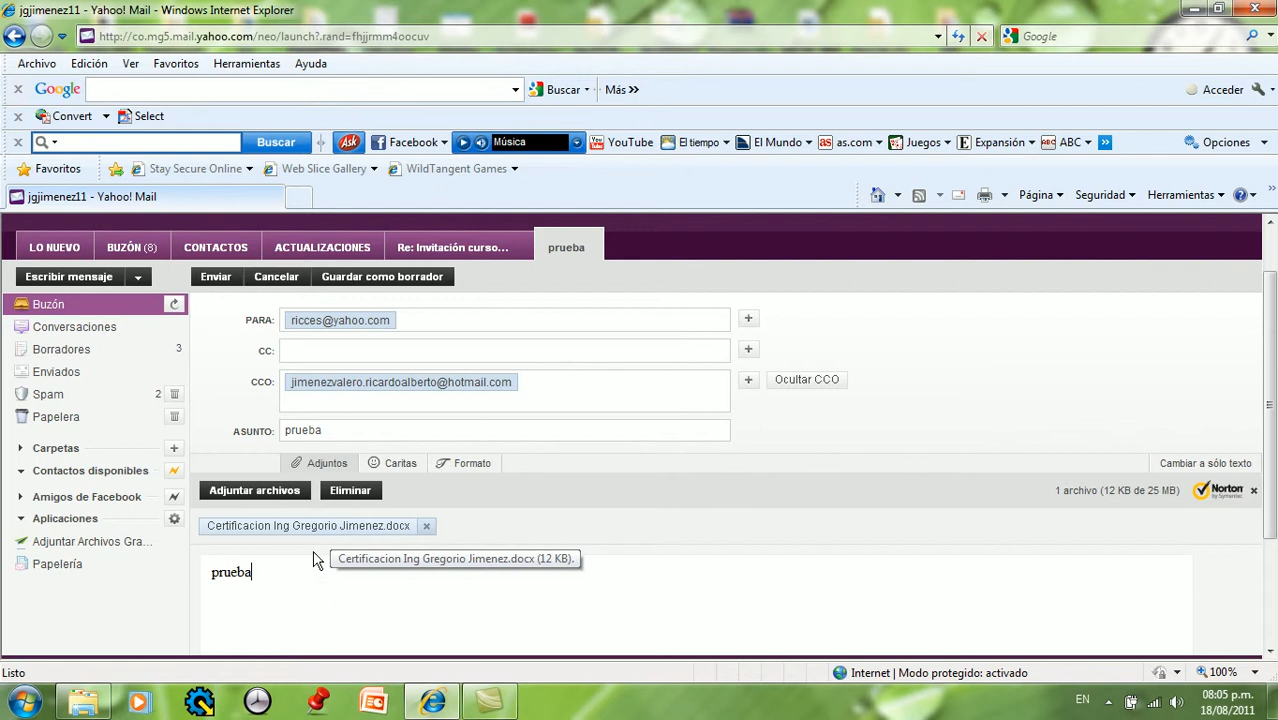 jgjimenez11 - Yahoo! Mail - Windows Internet Explorer
http://co.mg5.mail.yahoo.com/neo/launch?.rand=fhjjrmm4oocuv
Google
Archivo Edición Ver Favoritos Herramientas Ayuda
Google Buscar Más >> Acceder
Convert Select
Buscar Ask Facebook Música YouTube El tiempo El Mundo as.com Juegos E Expansión ABC Opciones
Favoritos Stay Secure Online Web Slice Gallery WildTangent Games
jgjimenez11 - Yahoo! Mail Página Seguridad Herramientas
LO NUEVO BUZÓN (8) CONTACTOS ACTUALIZACIONES Re: Invitación curso... prueba
Escribir mensaje Enviar Cancelar Guardar como borrador
Buzón
Conversaciones
Borradores 3
Enviados
Spam 2
Papelera
Carpetas
Contactos disponibles
Amigos de Facebook
Aplicaciones
Adjuntar Archivos Gra...
Papelería
PARA: ricces@yahoo.com
CC:
CCO: jimenezvalero.ricardoalberto@hotmail.com Ocultar CCO
ASUNTO: prueba
Adjuntos Caritas Formato Cambiar a sólo texto
Adjuntar archivos Eliminar 1 archivo (12 KB de 25 MB) Norton by Symantec
Certificacion Ing Gregorio Jimenez.docx
Certificacion Ing Gregorio Jimenez.docx (12 KB).
prueba
Listo Internet | Modo protegido: activado 100%
EN 08:05 p.m.
18/08/2011